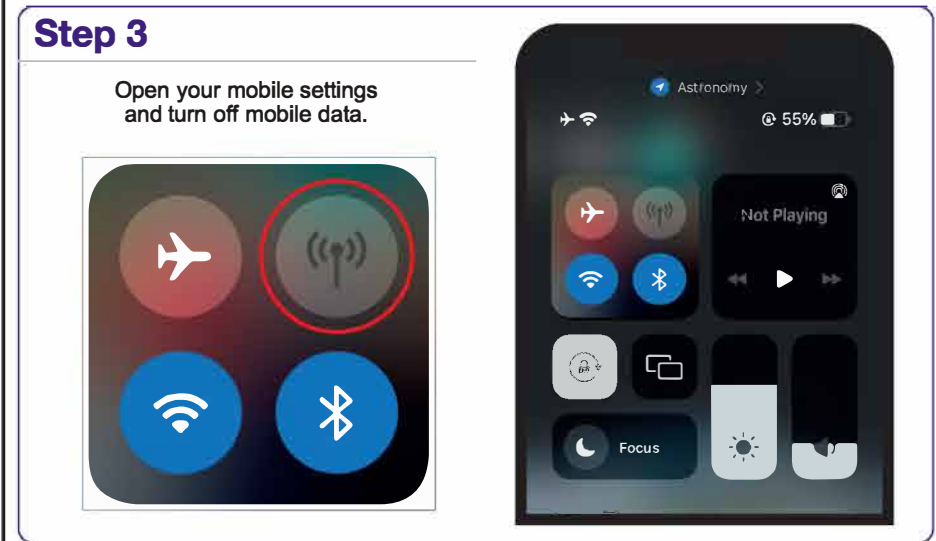 Step 3
Open your mobile settings
and turn off mobile data.
Astronomy
55%
Not Playing
Focus